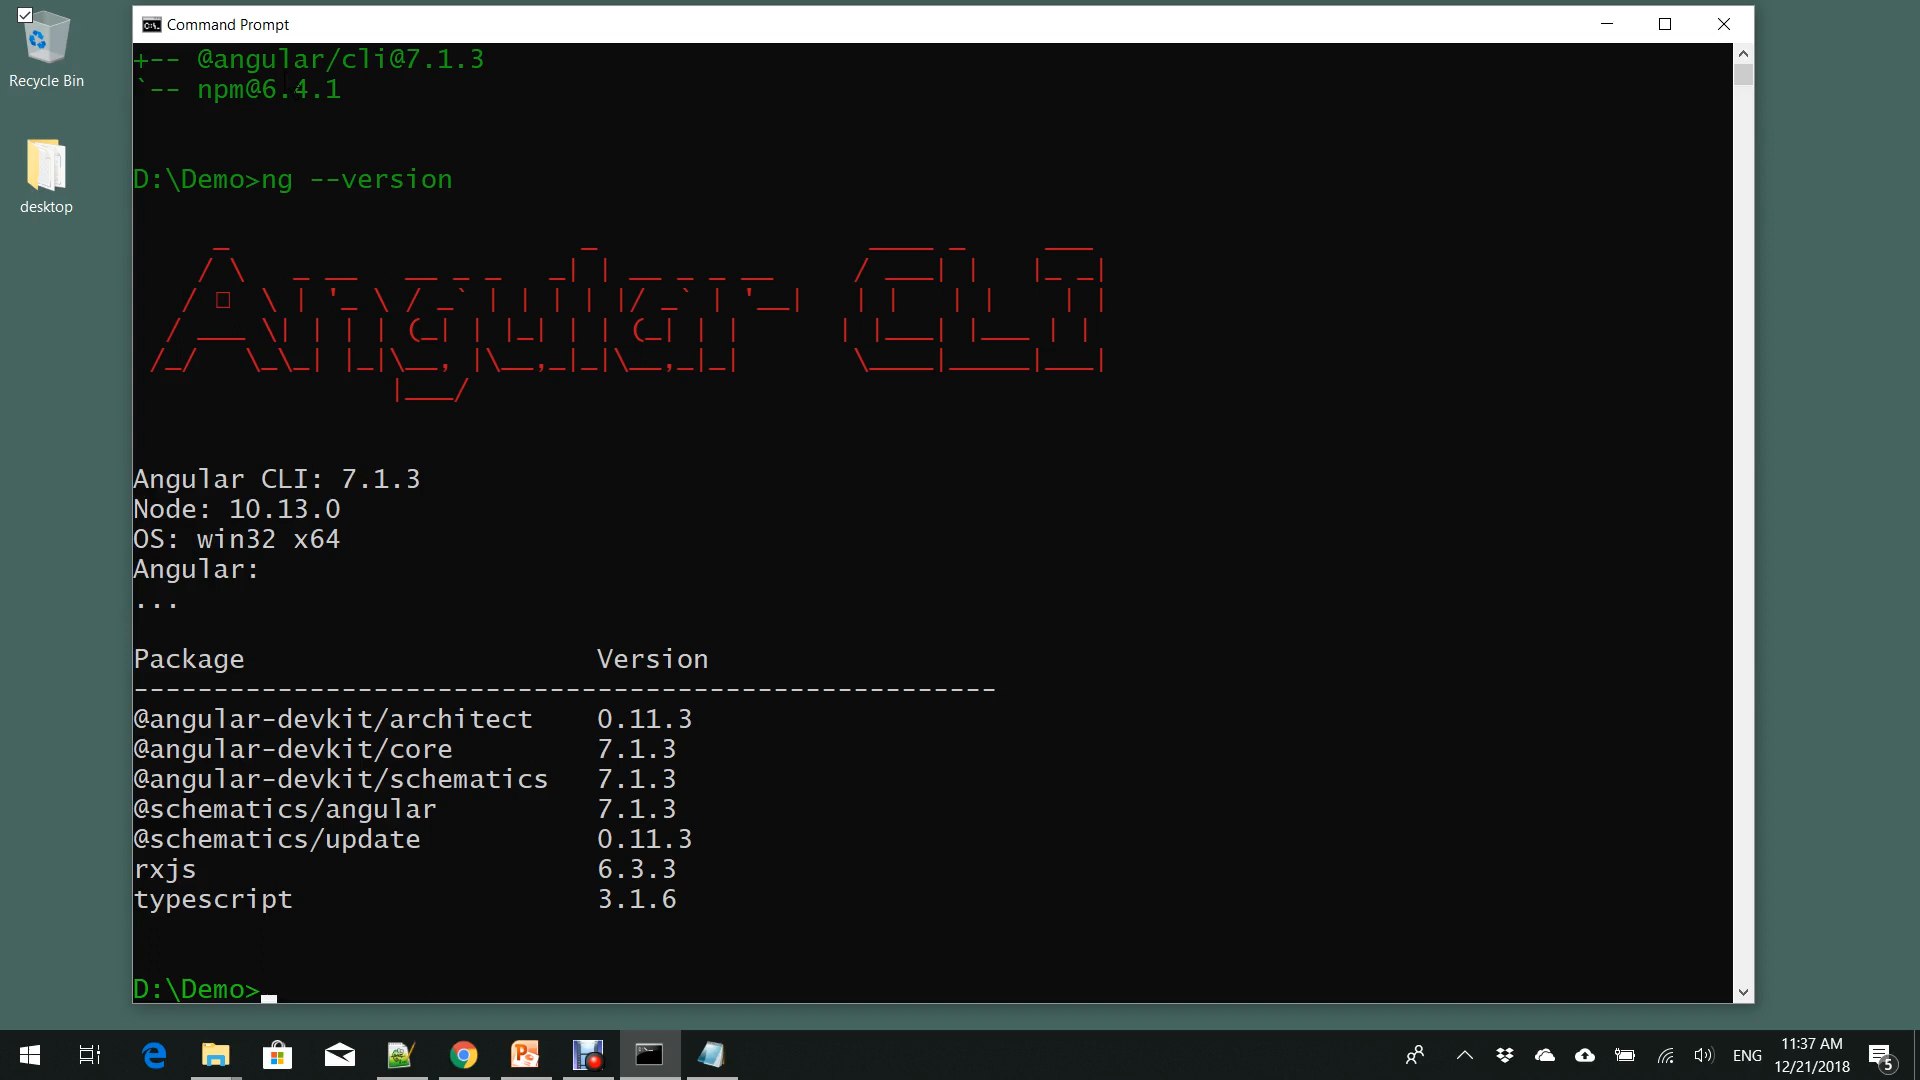 Recycle Bin
desktop
Command Prompt
+-- @angular/cli@7.1.3
`-- npm@6.4.1
D:\Demo>ng --version
Angular CLI
Angular CLI: 7.1.3
Node: 10.13.0
OS: win32 x64
Angular:
...
Package Version
------------------------------------------------------
@angular-devkit/architect 0.11.3
@angular-devkit/core 7.1.3
@angular-devkit/schematics 7.1.3
@schematics/angular 7.1.3
@schematics/update 0.11.3
rxjs 6.3.3
typescript 3.1.6
D:\Demo>_
ENG
11:37 AM
12/21/2018
5